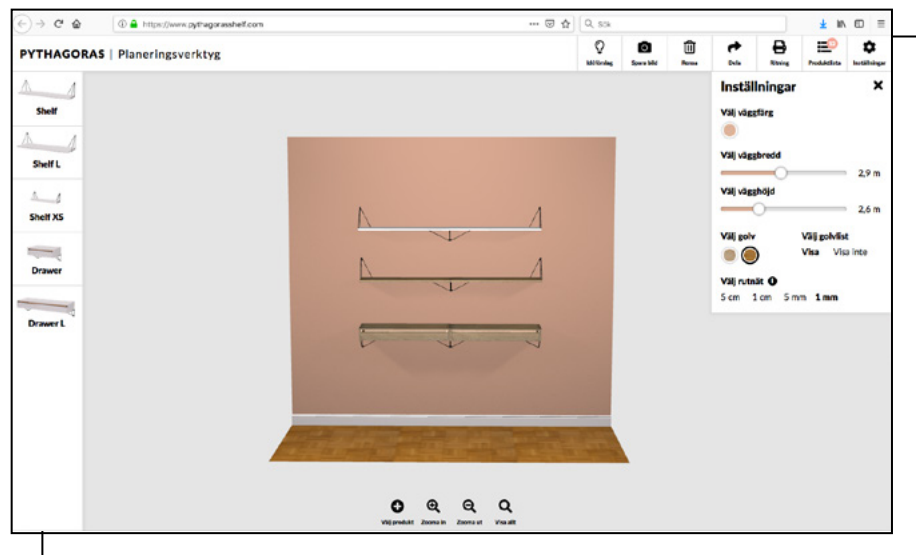 https://www.pythagorasshelf.com
Sök
PYTHAGORAS | Planeringsverktyg
Idéförslag
Spara bild
Rensa
Dela
Ritning
Produktlista
Inställningar
Shelf
Shelf L
Shelf XS
Drawer
Drawer L
Inställningar
Välj väggfärg
Välj väggbredd
2,9 m
Välj vägghöjd
2,6 m
Välj golv Välj golvlist
Visa Visa inte
Välj rutnät
5 cm 1 cm 5 mm 1 mm
Välj produkt Zooma in Zooma ut Visa allt